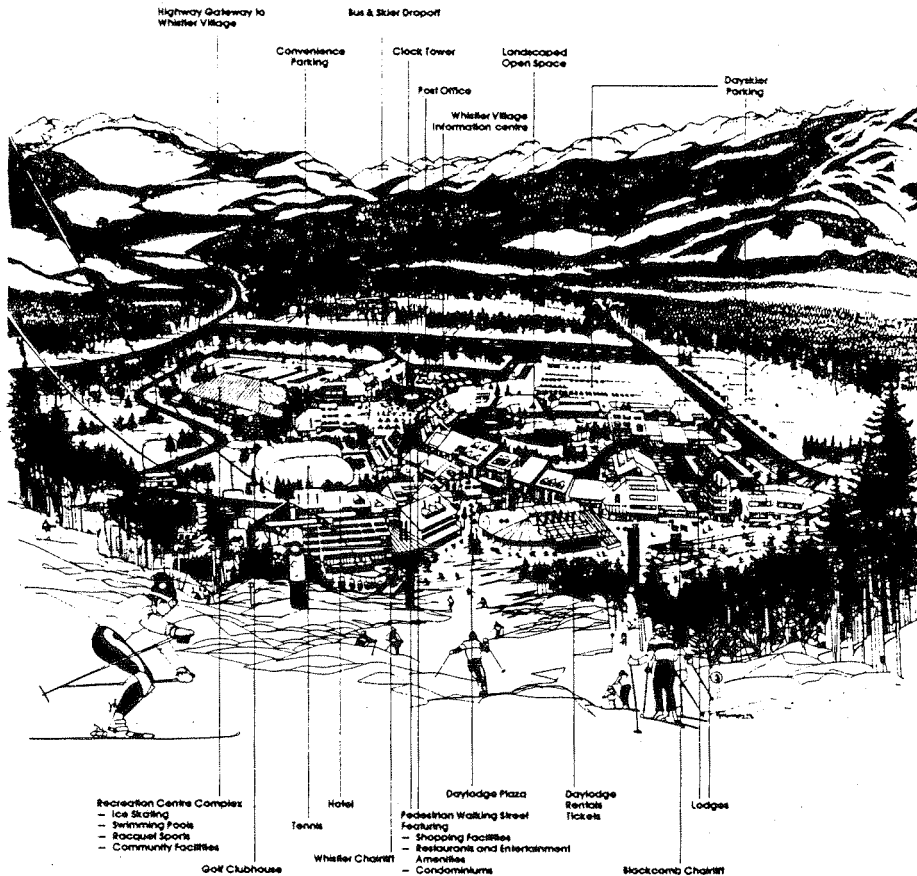 Highway Gateway to
Whistler Village
Bus & Skier Dropoff
Convenience
Parking
Clock Tower
Landscaped
Open Space
Post Office
Dayskier
Parking
Whistler Village
Information centre
Recreation Centre Complex
– Ice Skating
– Swimming Pools
– Racquet Sports
– Community Facilities
Golf Clubhouse
Tennis
Hotel
Whistler Chairlift
Daylodge Plaza
Pedestrian Walking Street
Featuring
– Shopping Facilities
– Restaurants and Entertainment
Amenities
– Condominiums
Daylodge
Rentals
Tickets
Lodges
Blackcomb Chairlift